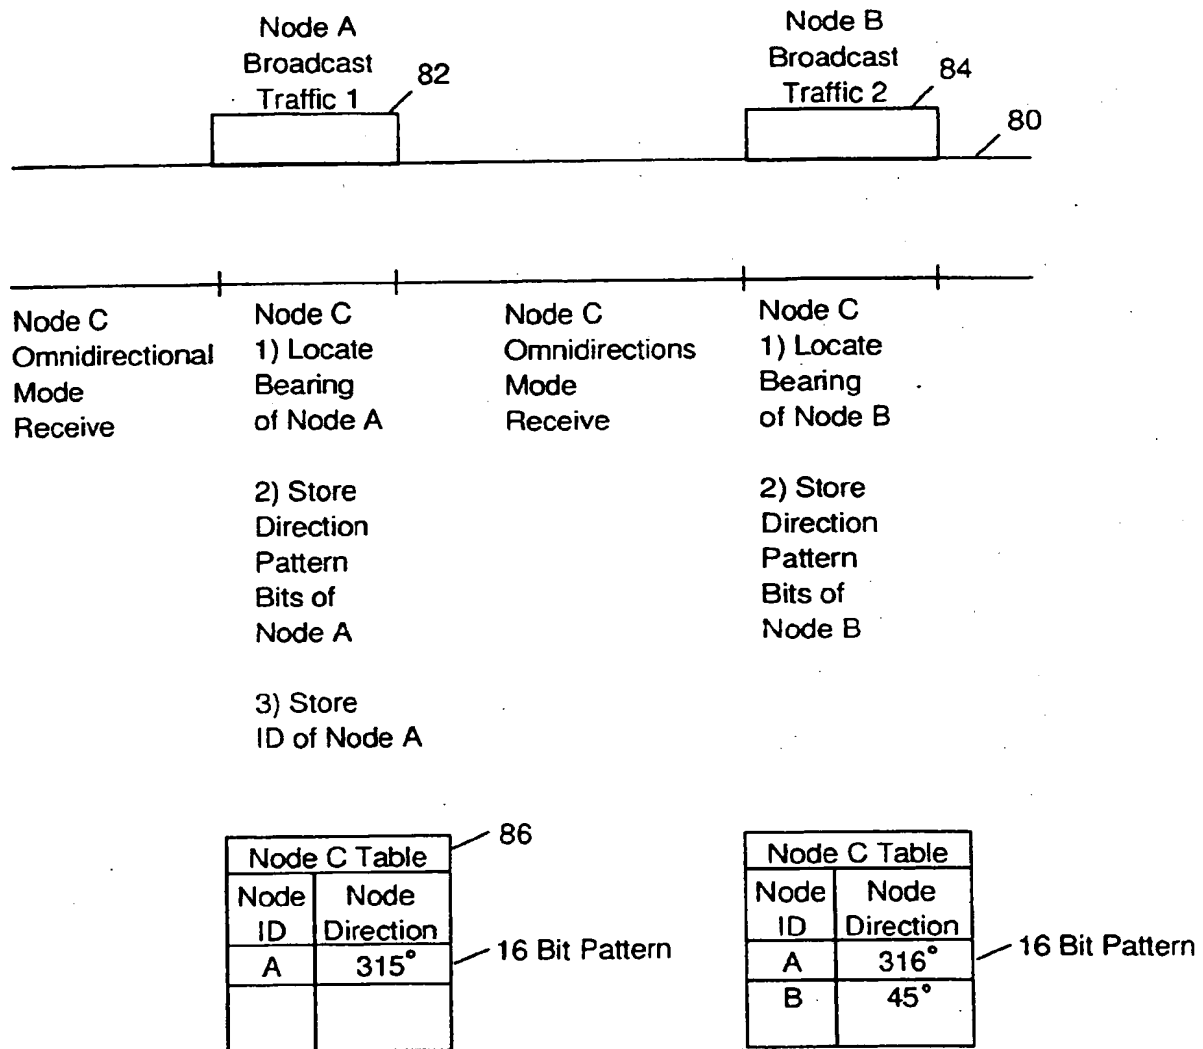 Node A
Broadcast
Traffic 1
82
Node B
Broadcast
Traffic 2
84
80
Node C
Omnidirectional
Mode
Receive
Node C
1) Locate
Bearing
of Node A
2) Store
Direction
Pattern
Bits of
Node A
3) Store
ID of Node A
Node C
Omnidirections
Mode
Receive
Node C
1) Locate
Bearing
of Node B
2) Store
Direction
Pattern
Bits of
Node B
86
Node C Table
Node ID
Node Direction
A 315°
16 Bit Pattern
Node C Table
Node ID
Node Direction
A 316°
B 45°
16 Bit Pattern